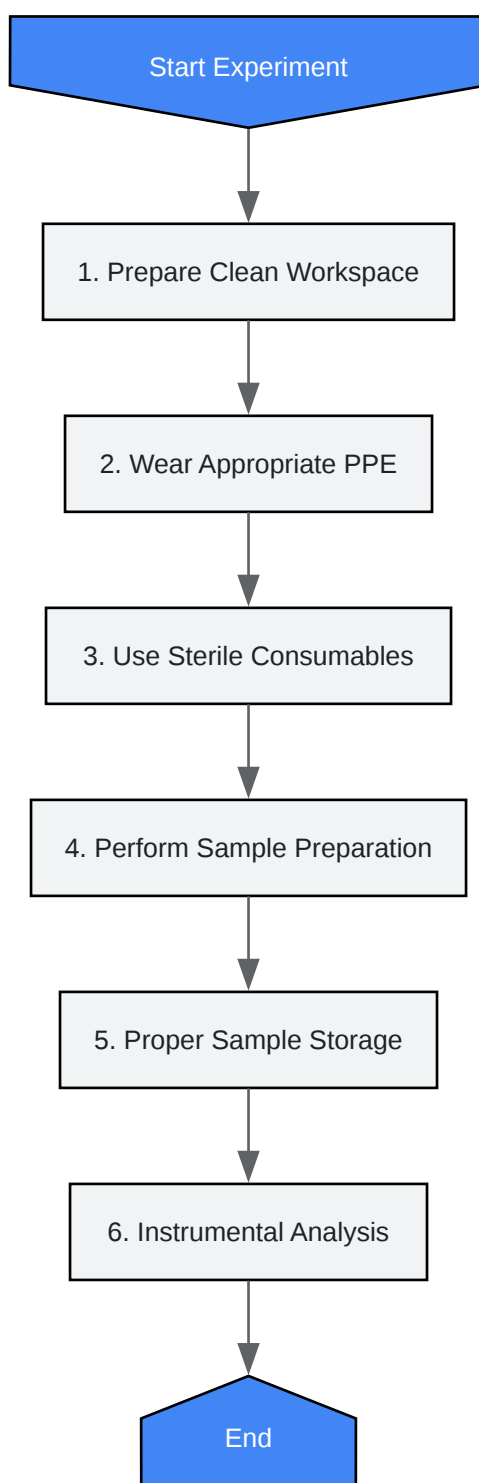 Start Experiment
1. Prepare Clean Workspace
2. Wear Appropriate PPE
3. Use Sterile Consumables
4. Perform Sample Preparation
5. Proper Sample Storage
6. Instrumental Analysis
End